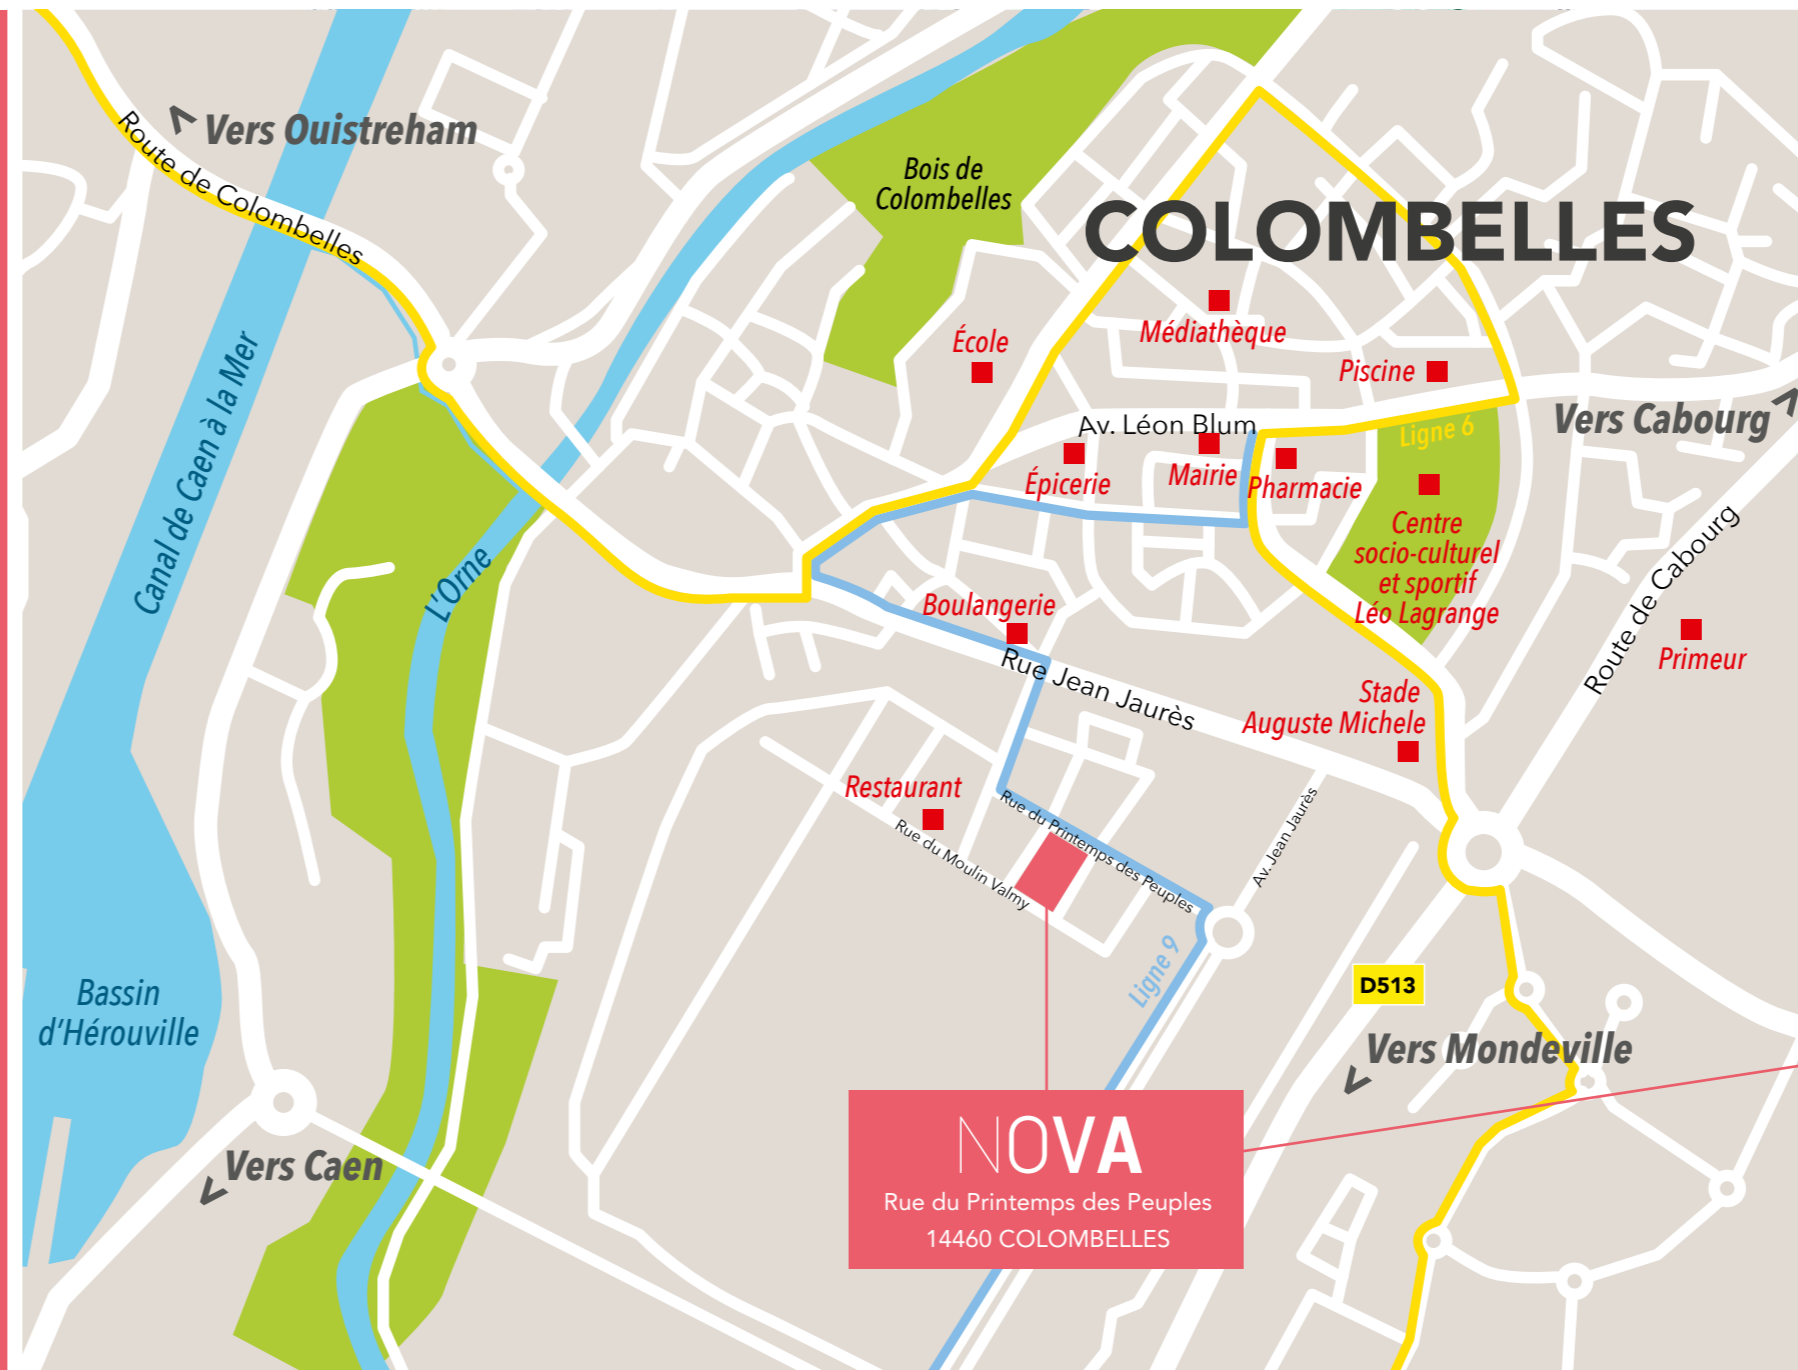 Vers Ouistreham
Route de Colombelles
Bois de
Colombelles
COLOMBELLES
Médiathèque
École
Piscine
Canal de Caen à la Mer
Av. Léon Blum
Ligne 6
Vers Cabourg
Épicerie
Mairie
Pharmacie
Centre
socio-culturel
et sportif
Léo Lagrange
L'Orne
Route de Cabourg
Boulangerie
Rue Jean Jaurès
Primeur
Stade
Auguste Michele
Restaurant
Rue du Printemps des Peuples
Rue du Moulin Valmy
Av. Jean Jaurès
Ligne 9
D513
Bassin
d'Hérouville
Vers Mondeville
Vers Caen
NOVA
Rue du Printemps des Peuples
14460 COLOMBELLES